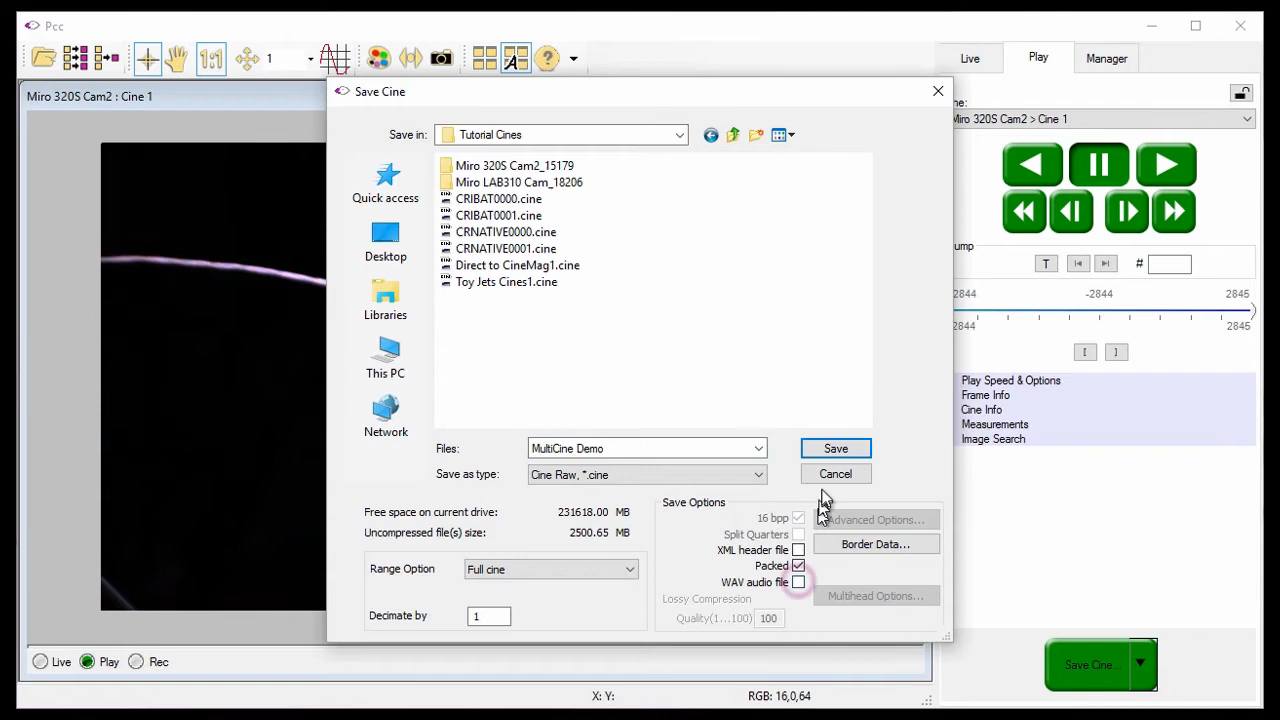 Pcc
1
A
?
Live
Play
Manager
Miro 320S Cam2 : Cine 1
Save Cine
Miro 320S Cam2 > Cine 1
Save in:
Tutorial Cines
Quick access
Desktop
Libraries
This PC
Network
Miro 320S Cam2_15179
Miro LAB310 Cam_18206
CRIBAT0000.cine
CRIBAT0001.cine
CRNATIVE0000.cine
CRNATIVE0001.cine
Direct to CineMag1.cine
Toy Jets Cines1.cine
Files:
MultiCine Demo
Save
Save as type:
Cine Raw, *.cine
Cancel
Free space on current drive: 231618.00 MB
Uncompressed file(s) size: 2500.65 MB
Range Option
Full cine
Decimate by
1
Save Options
16 bpp
Split Quarters
XML header file
Packed
WAV audio file
Lossy Compression
Quality(1...100) 100
Advanced Options...
Border Data...
Multihead Options...
T
#
2844 -2844 2845
2844 2845
[ ]
Play Speed & Options
Frame Info
Cine Info
Measurements
Image Search
Save Cine...
Live Play Rec
X: Y:
RGB: 16,0,64